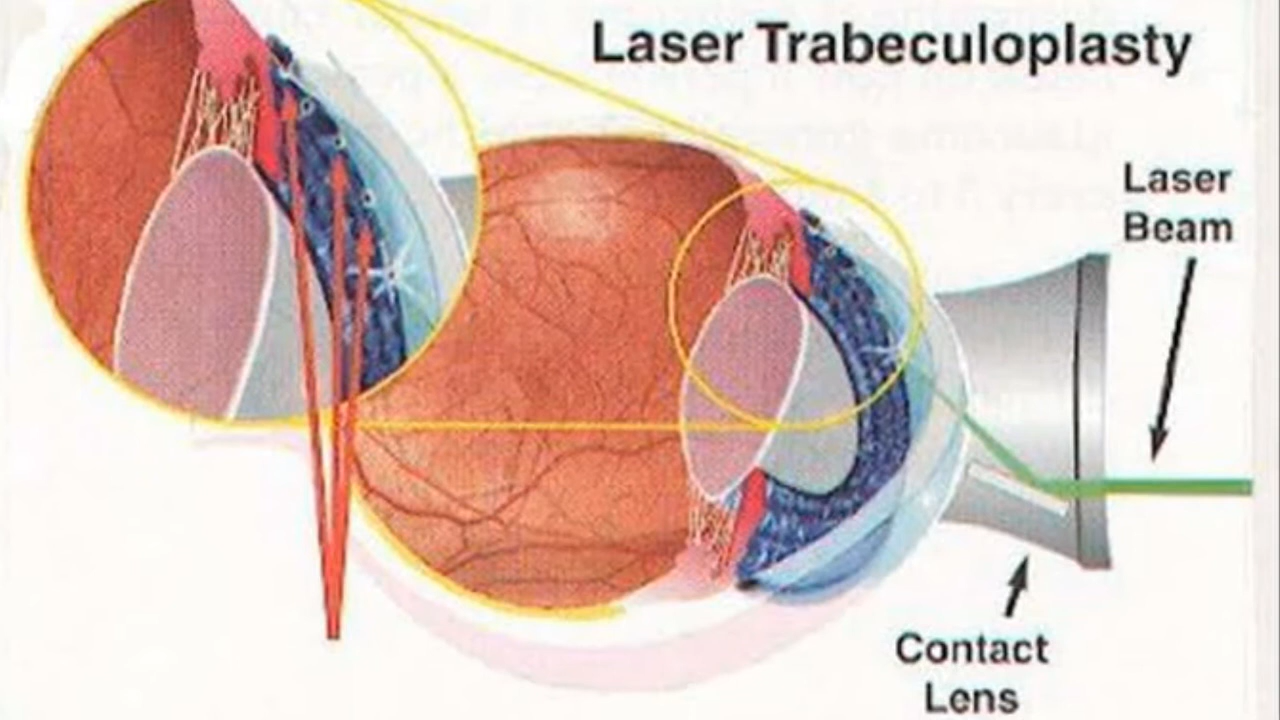 Laser Trabeculoplasty
Laser
Beam
Contact
Lens